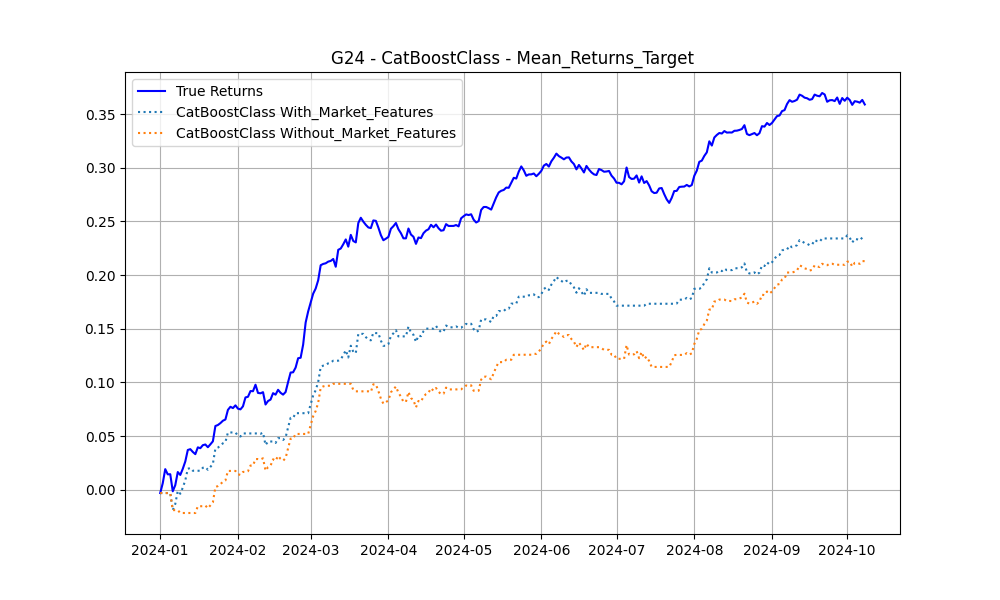 G24 - CatBoostClass - Mean_Returns_Target
True Returns
CatBoostClass With_Market_Features
CatBoostClass Without_Market_Features
0.35
0.30
0.25
0.20
0.15
0.10
0.05
0.00
2024-01 2024-02 2024-03 2024-04 2024-05 2024-06 2024-07 2024-08 2024-09 2024-10